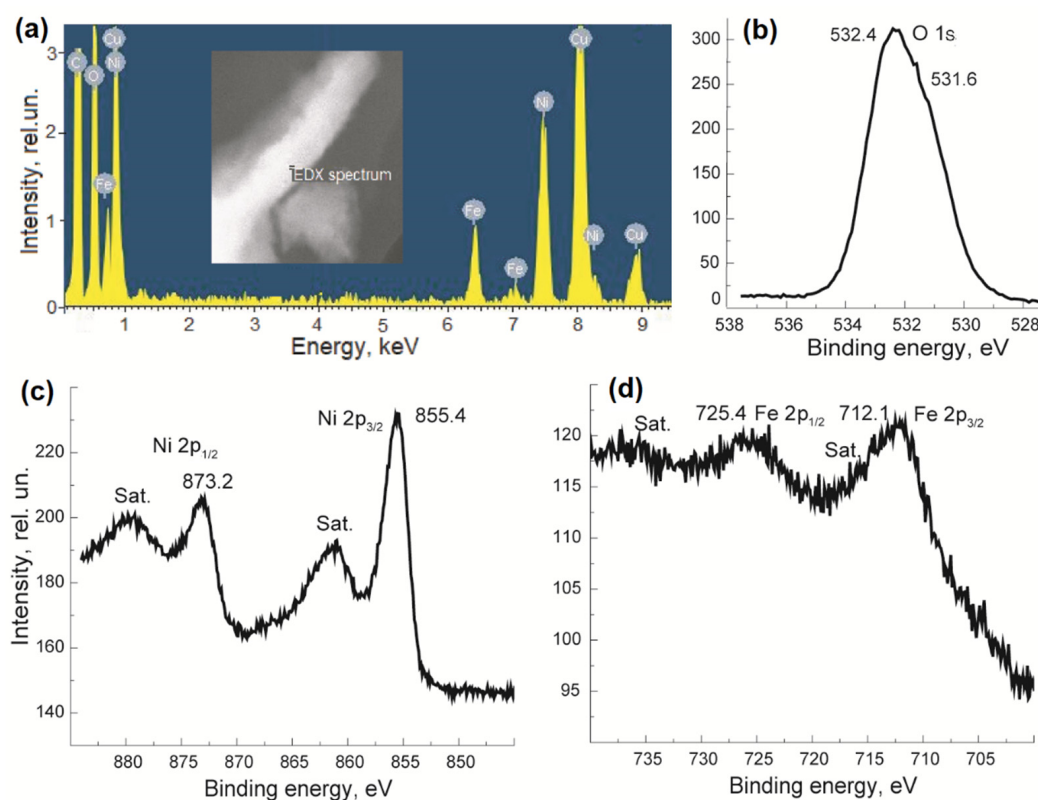 (a)
Intensity, rel.un.
3
2
1
0
C
O
Fe
Cu
Ni
EDX spectrum
Fe
Fe
Ni
Cu
Ni
Cu
1 2 3 4 5 6 7 8 9
Energy, keV
(b)
532.4 O 1s
531.6
300
250
200
150
100
50
0
538 536 534 532 530 528
Binding energy, eV
(c)
Intensity, rel. un.
220
200
180
160
140
Ni 2p1/2
873.2
Sat.
Ni 2p3/2 855.4
Sat.
880 875 870 865 860 855 850
Binding energy, eV
(d)
120
115
110
105
100
95
Sat. 725.4 Fe 2p1/2 712.1 Fe 2p3/2
Sat.
735 730 725 720 715 710 705
Binding energy, eV